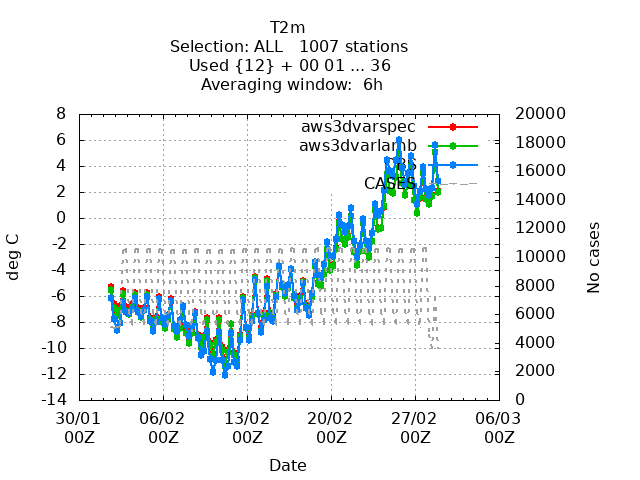 T2m
Selection: ALL 1007 stations
Used {12} + 00 01 ... 36
Averaging window: 6h
8
6
4
2
0
-2
-4
-6
-8
-10
-12
-14
deg C
20000
18000
16000
14000
12000
10000
8000
6000
4000
2000
0
No cases
aws3dvarspec
aws3dvarlamb
CASES
30/01 06/02 13/02 20/02 27/02 06/03
00Z 00Z 00Z 00Z 00Z 00Z
Date